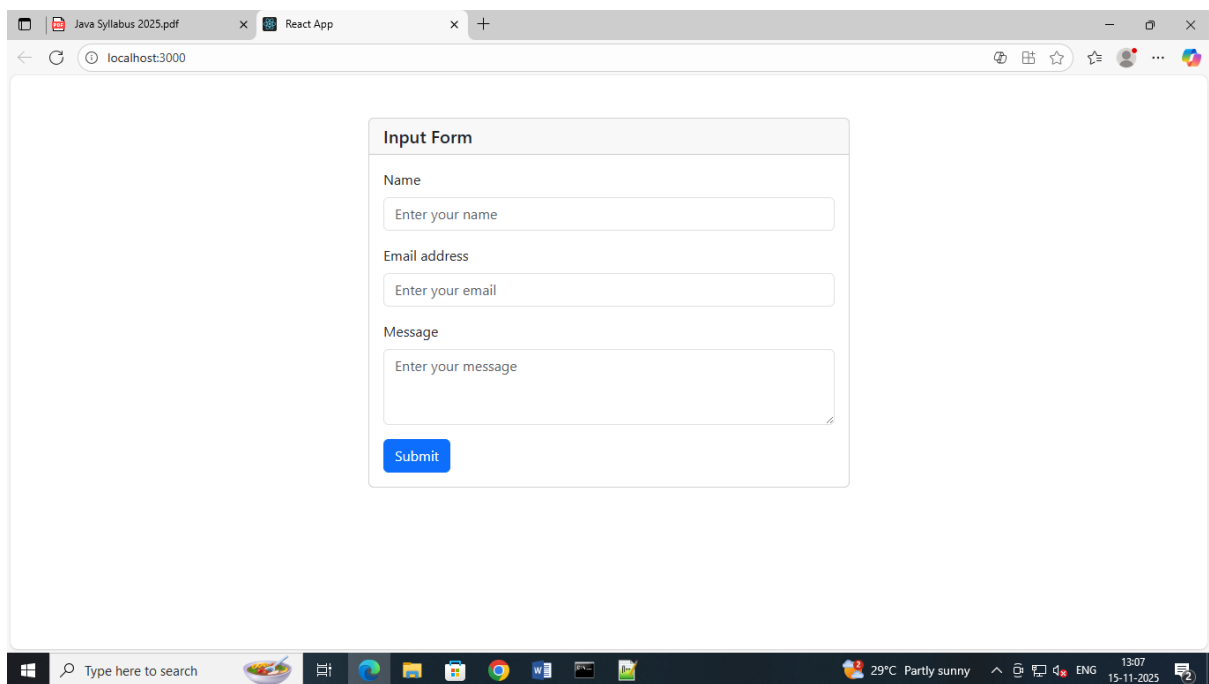 Java Syllabus 2025.pdf
React App
localhost:3000
Input Form
Name
Enter your name
Email address
Enter your email
Message
Enter your message
Submit
Type here to search
29°C Partly sunny
ENG
13:07
15-11-2025
2